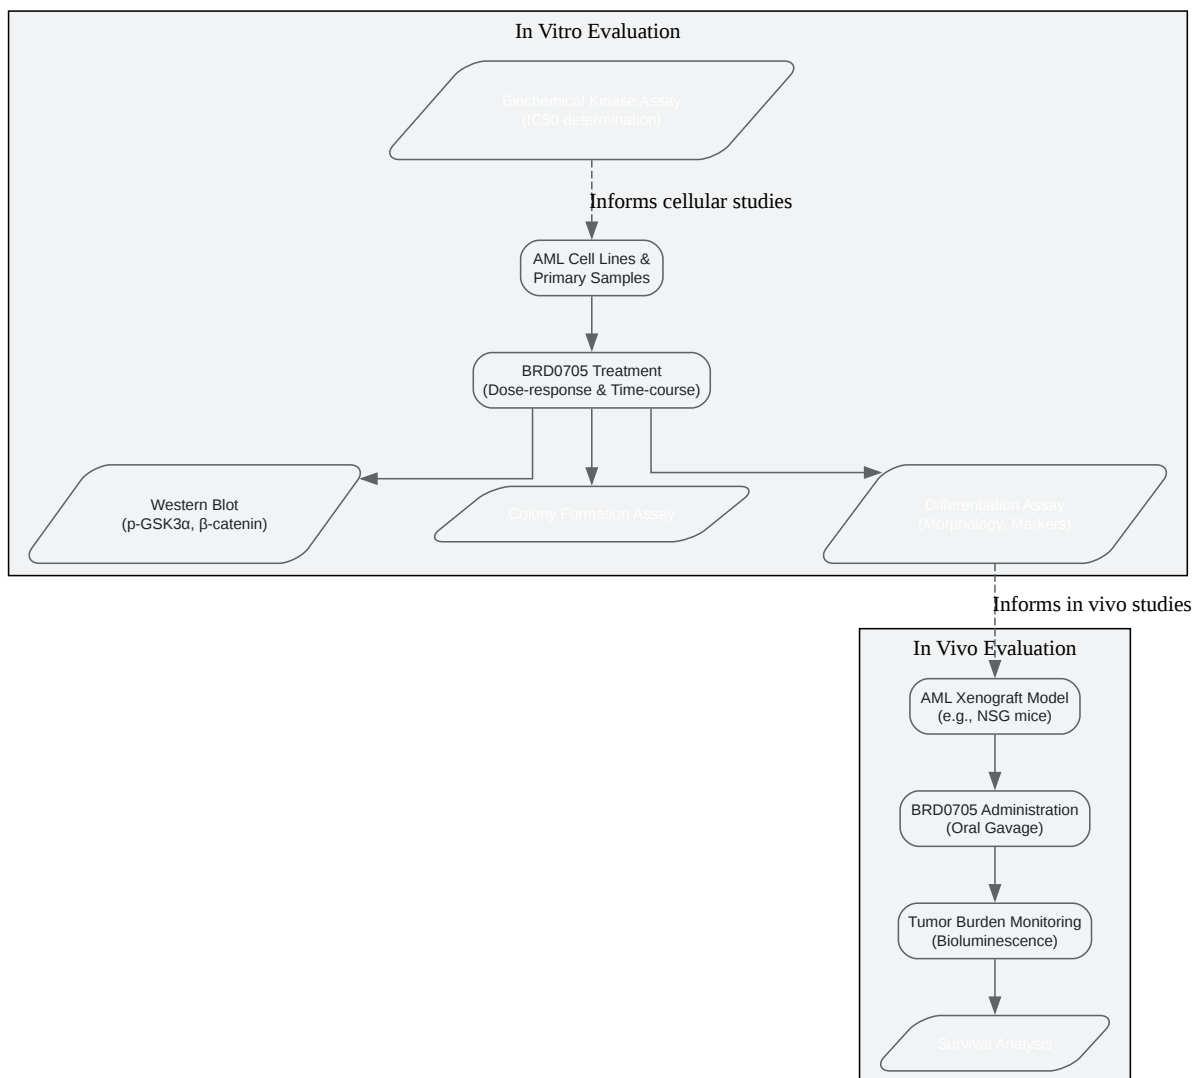 In Vitro Evaluation
Biochemical Kinase Assay
(IC50 determination)
Informs cellular studies
AML Cell Lines &
Primary Samples
BRD0705 Treatment
(Dose-response & Time-course)
Western Blot
(p-GSK3α, β-catenin)
Colony Formation Assay
Differentiation Assay
(Morphology, Markers)
Informs in vivo studies
In Vivo Evaluation
AML Xenograft Model
(e.g., NSG mice)
BRD0705 Administration
(Oral Gavage)
Tumor Burden Monitoring
(Bioluminescence)
Survival Analysis